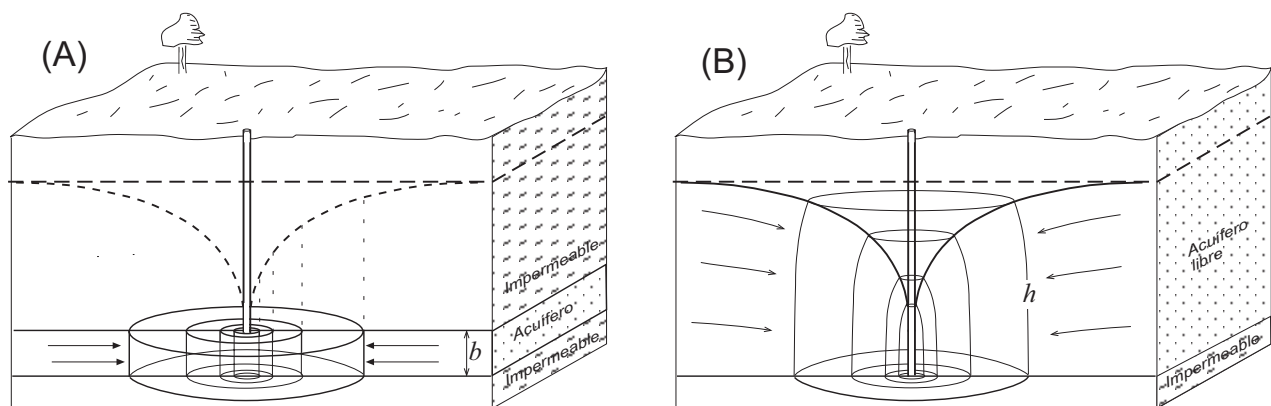 (A)
Impermeable
Acuífero
Impermeable
b
(B)
Acuífero
libre
h
Impermeable